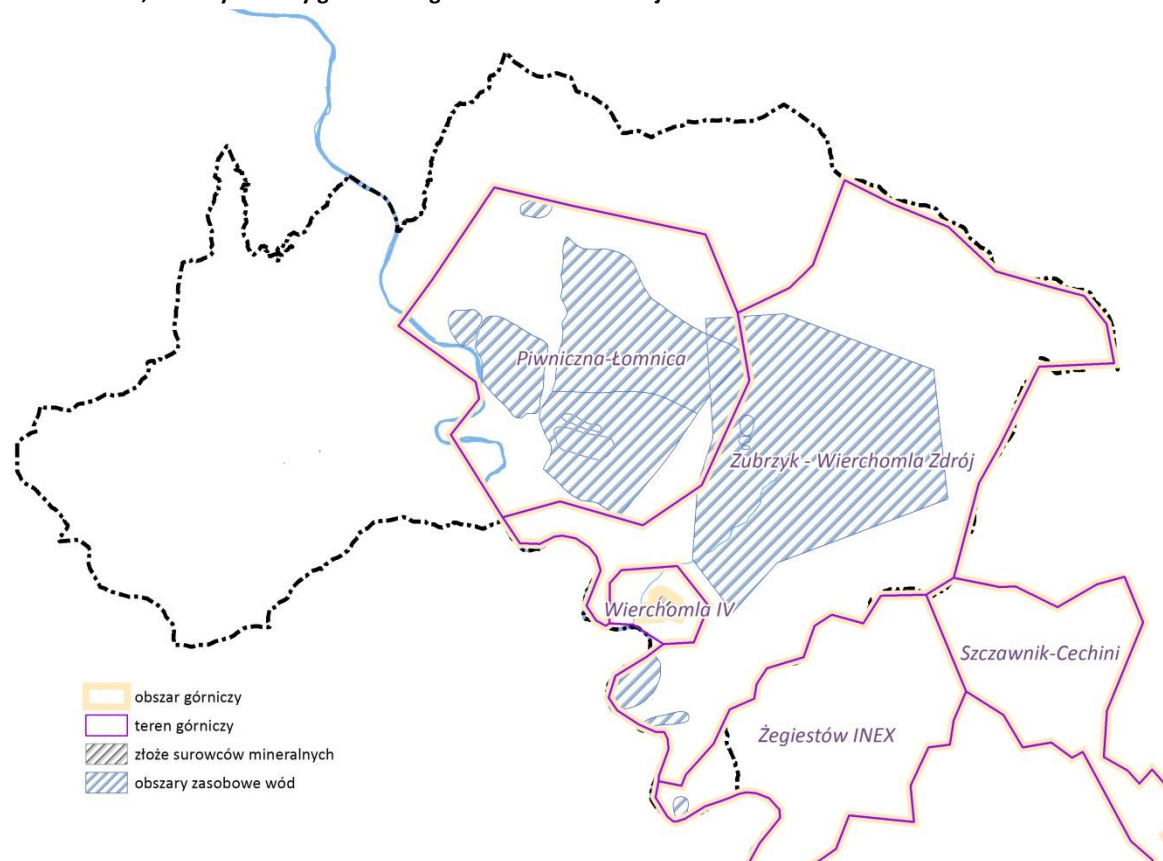 Piwniczna-Łomnica
Zubrzyk - Wierchomla Zdrój
Wierchomla IV
Szczawnik-Cechini
Żegiestów INEX
obszar górniczy
teren górniczy
złoże surowców mineralnych
obszary zasobowe wód